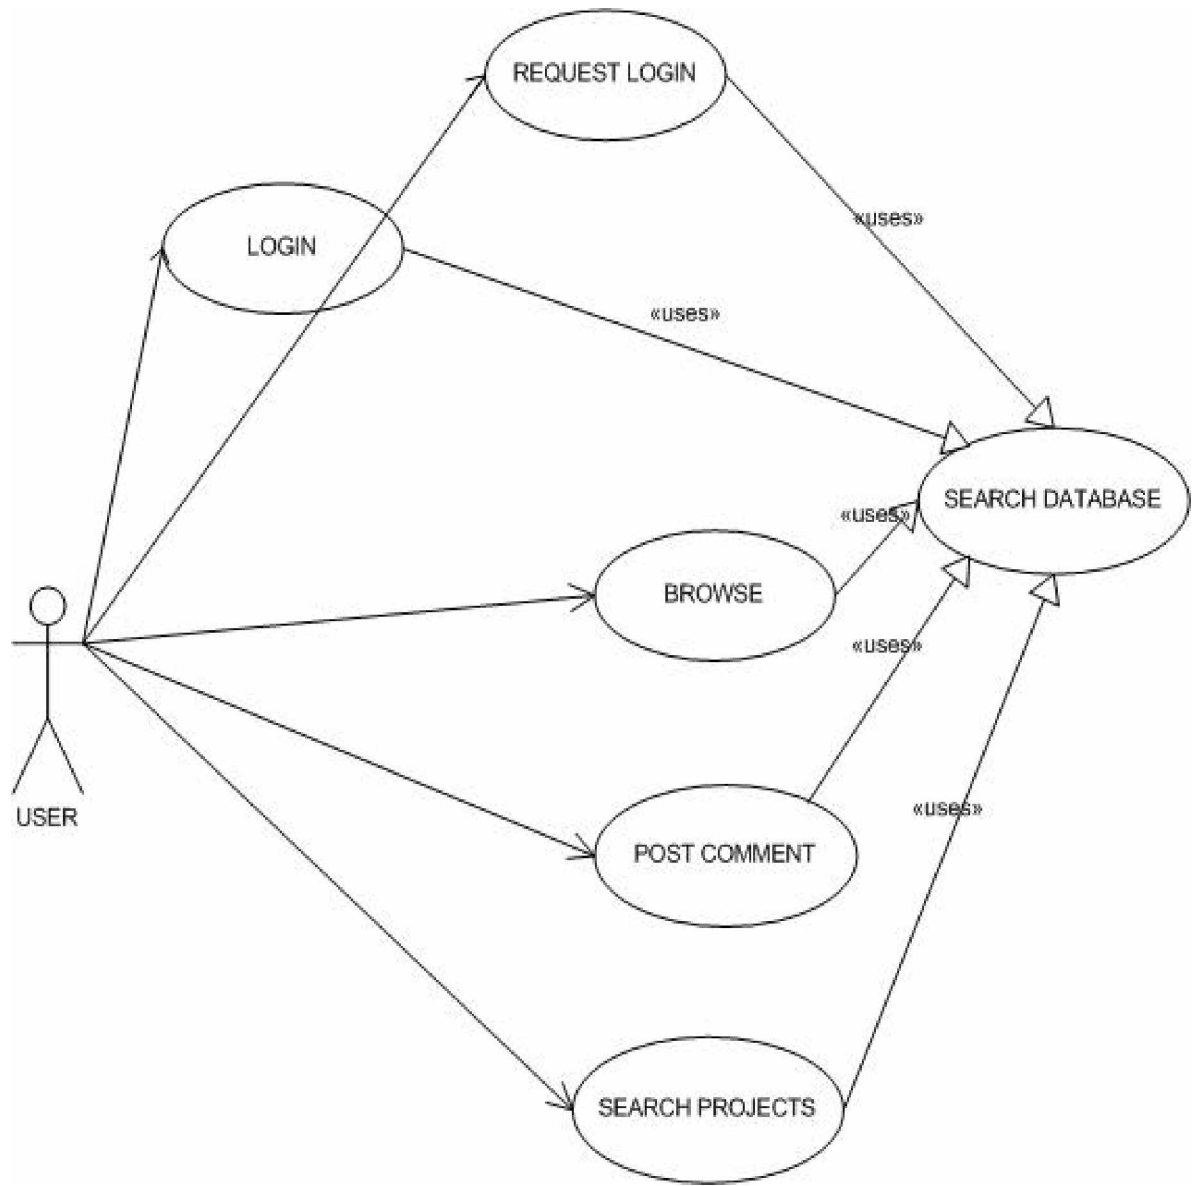 REQUEST LOGIN
«uses»
LOGIN
«uses»
SEARCH DATABASE
«uses»
BROWSE
«uses»
USER
«uses»
POST COMMENT
SEARCH PROJECTS